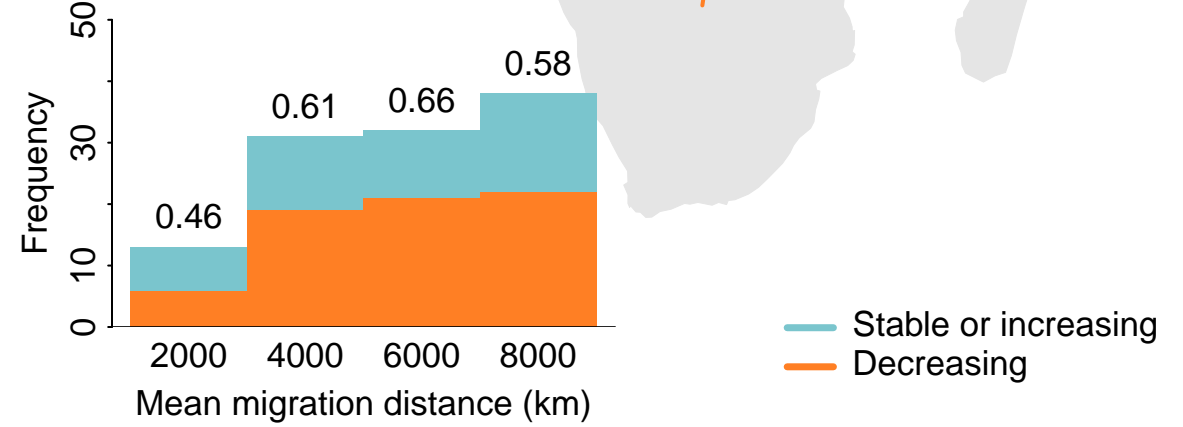 50
30
10
0
Frequency
0.46
0.61
0.66
0.58
2000 4000 6000 8000
Mean migration distance (km)
Stable or increasing
Decreasing